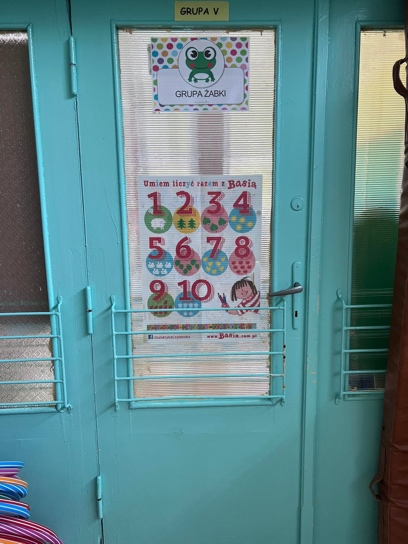 GRUPA V
GRUPA ŻABKI
Umiem liczyć razem z Basią
1 2 3 4
5 6 7 8
9 10
www.Basia.com.pl